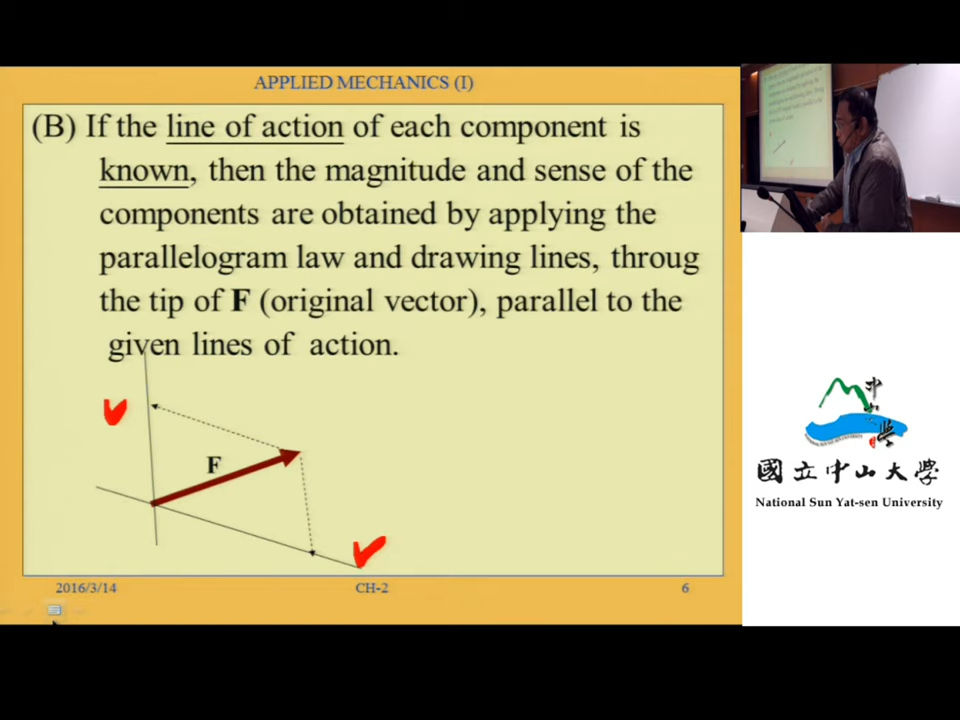 APPLIED MECHANICS (I)
(B) If the line of action of each component is
known, then the magnitude and sense of the
components are obtained by applying the
parallelogram law and drawing lines, throug
the tip of F (original vector), parallel to the
given lines of action.
F
2016/3/14
CH-2
6
國立中山大學
National Sun Yat-sen University